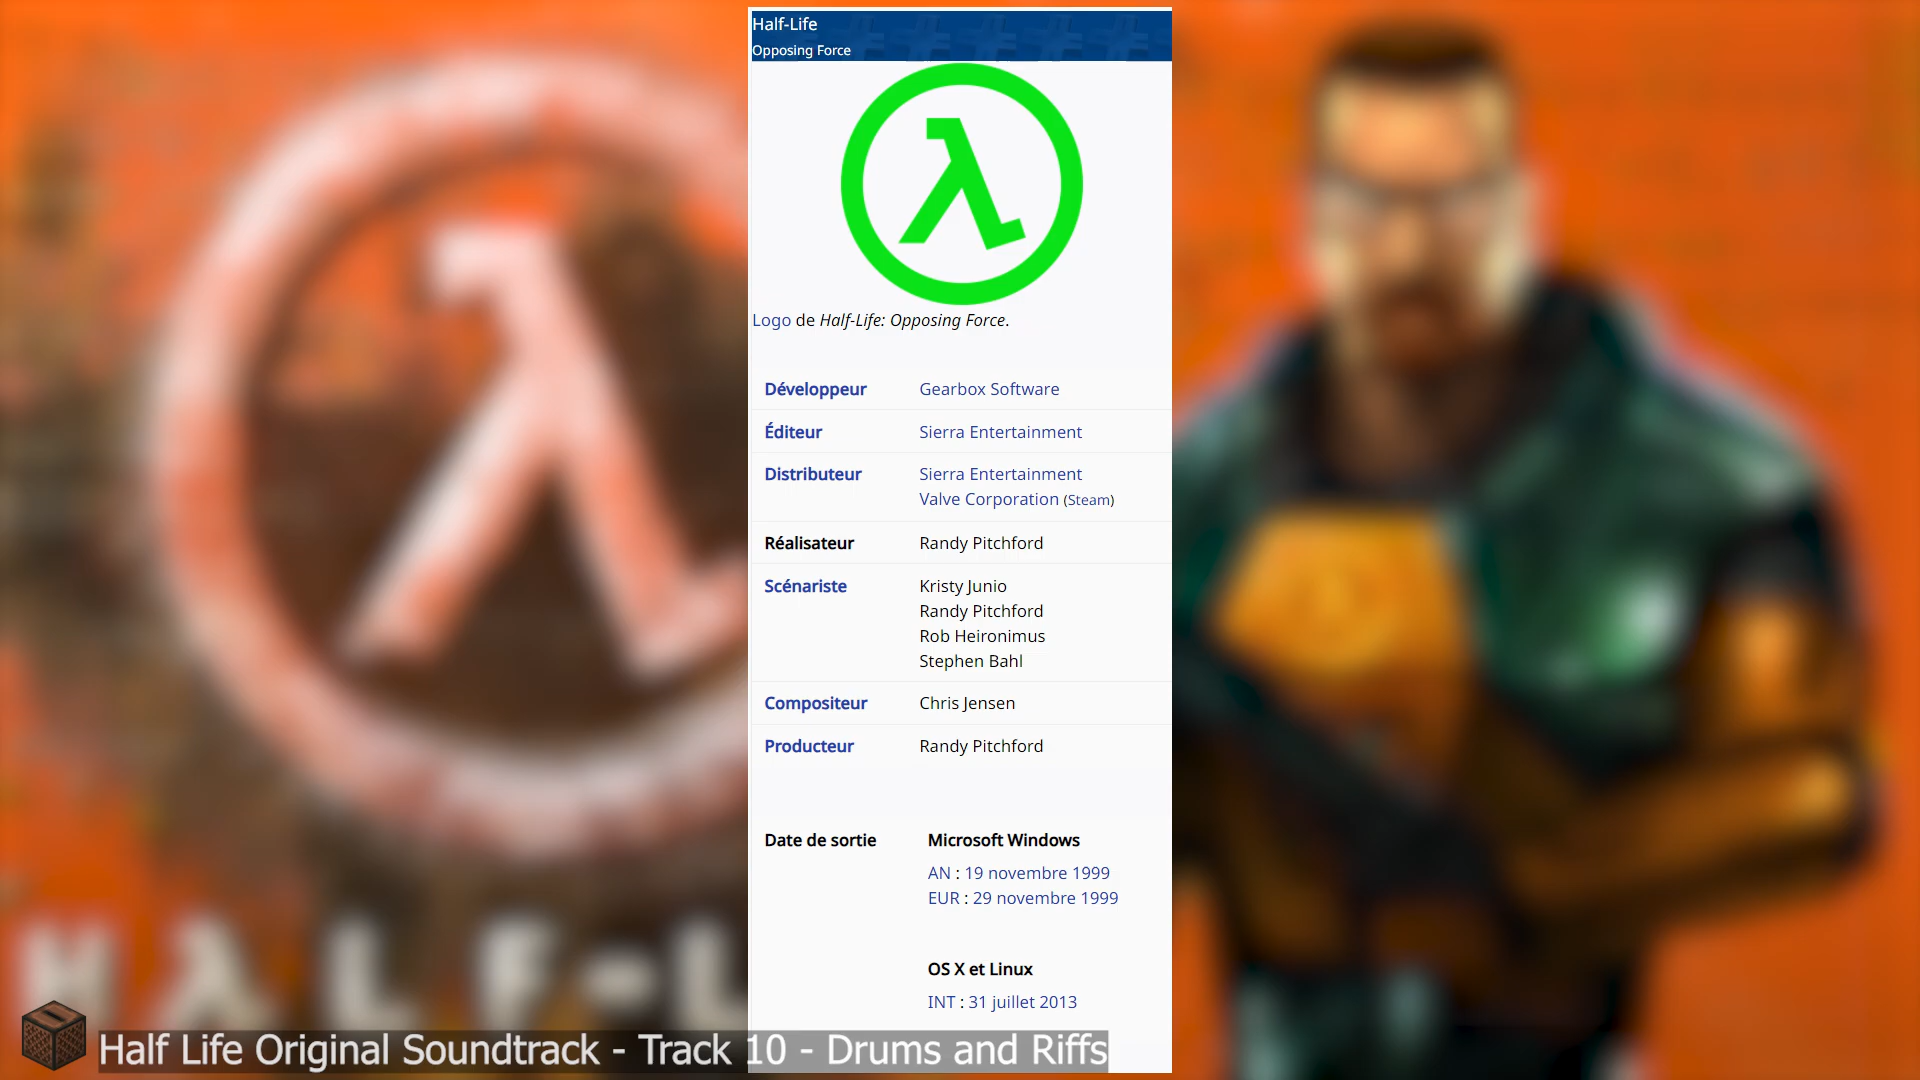 Half-Life
Opposing Force
Logo de Half-Life: Opposing Force.
Développeur Gearbox Software
Éditeur Sierra Entertainment
Distributeur Sierra Entertainment
Valve Corporation (Steam)
Réalisateur Randy Pitchford
Scénariste Kristy Junio
Randy Pitchford
Rob Heironimus
Stephen Bahl
Compositeur Chris Jensen
Producteur Randy Pitchford
Date de sortie Microsoft Windows
AN : 19 novembre 1999
EUR : 29 novembre 1999
OS X et Linux
INT : 31 juillet 2013
HλLF-L
Half Life Original Soundtrack - Track 10 - Drums and Riffs